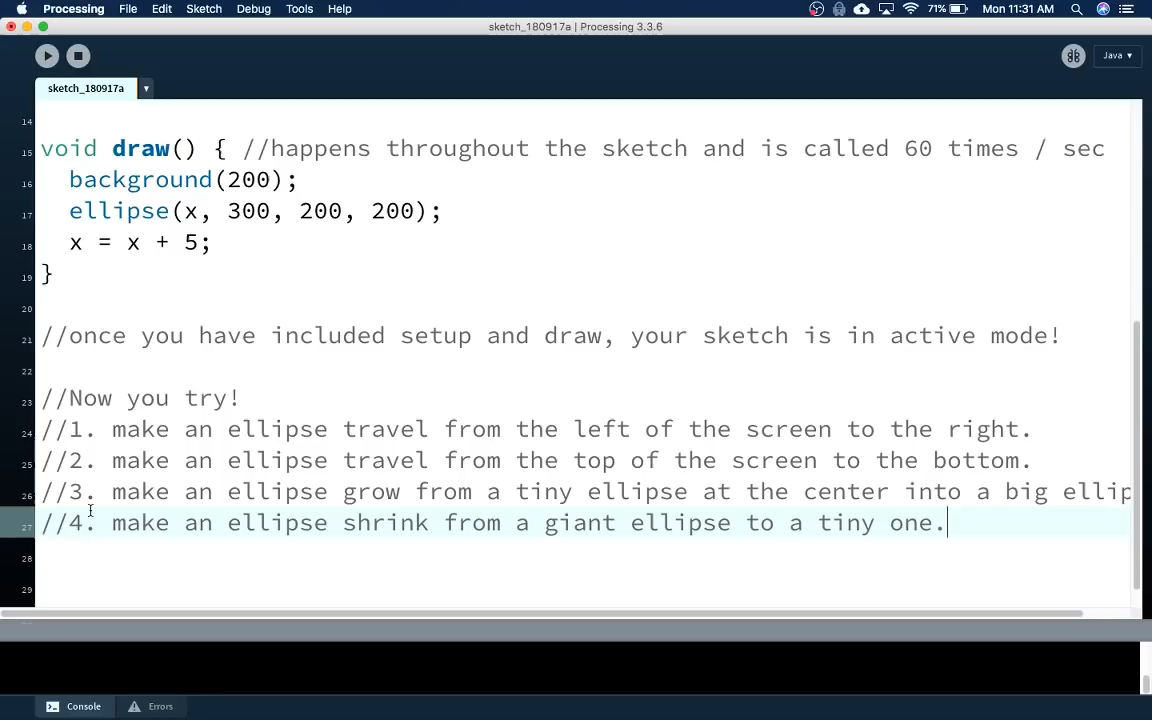 Processing File Edit Sketch Debug Tools Help 71% Mon 11:31 AM
sketch_180917a | Processing 3.3.6
Java ▾
sketch_180917a ▾
14
15 void draw() { //happens throughout the sketch and is called 60 times / sec
16 background(200);
17 ellipse(x, 300, 200, 200);
18 x = x + 5;
19 }
20
21 //once you have included setup and draw, your sketch is in active mode!
22
23 //Now you try!
24 //1. make an ellipse travel from the left of the screen to the right.
25 //2. make an ellipse travel from the top of the screen to the bottom.
26 //3. make an ellipse grow from a tiny ellipse at the center into a big ellip
27 //4. make an ellipse shrink from a giant ellipse to a tiny one.
28
29
Console Errors